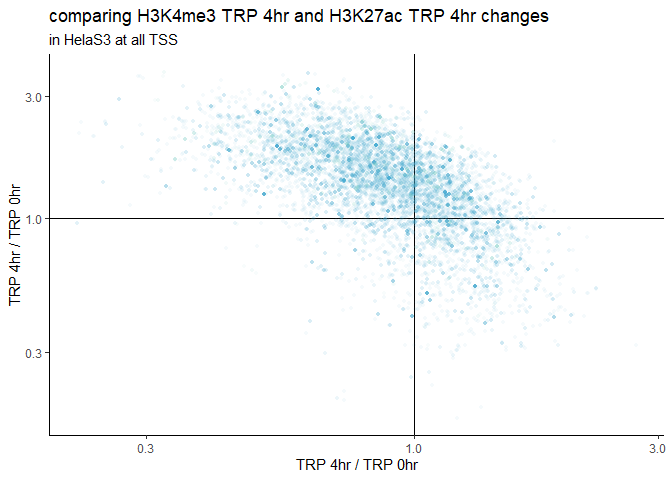 comparing H3K4me3 TRP 4hr and H3K27ac TRP 4hr changes
in HelaS3 at all TSS
3.0
1.0
0.3
TRP 4hr / TRP 0hr
0.3
1.0
3.0
TRP 4hr / TRP 0hr